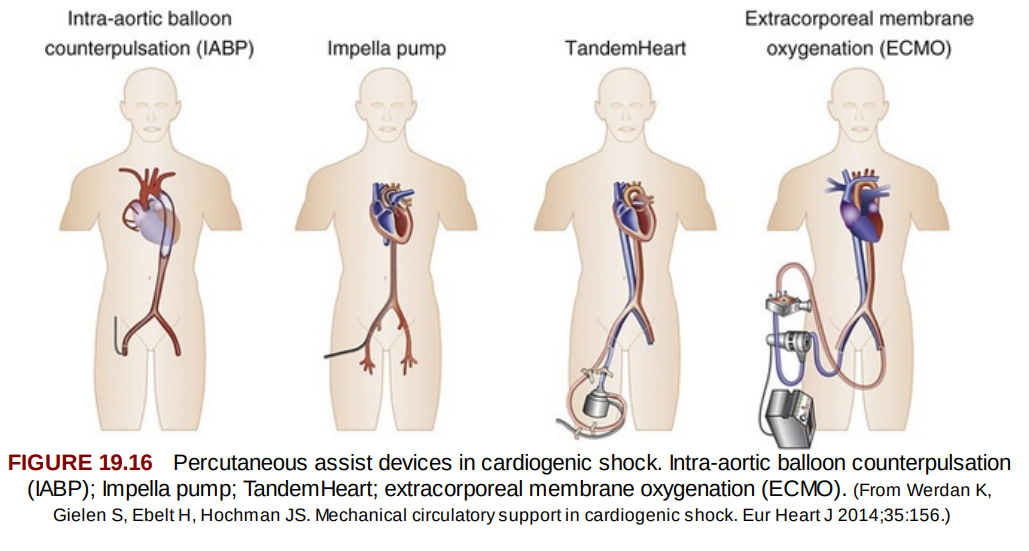 Intra-aortic balloon
counterpulsation (IABP)
Impella pump
TandemHeart
Extracorporeal membrane
oxygenation (ECMO)
FIGURE 19.16 Percutaneous assist devices in cardiogenic shock. Intra-aortic balloon counterpulsation
(IABP); Impella pump; TandemHeart; extracorporeal membrane oxygenation (ECMO). (From Werdan K,
Gielen S, Ebelt H, Hochman JS. Mechanical circulatory support in cardiogenic shock. Eur Heart J 2014;35:156.)